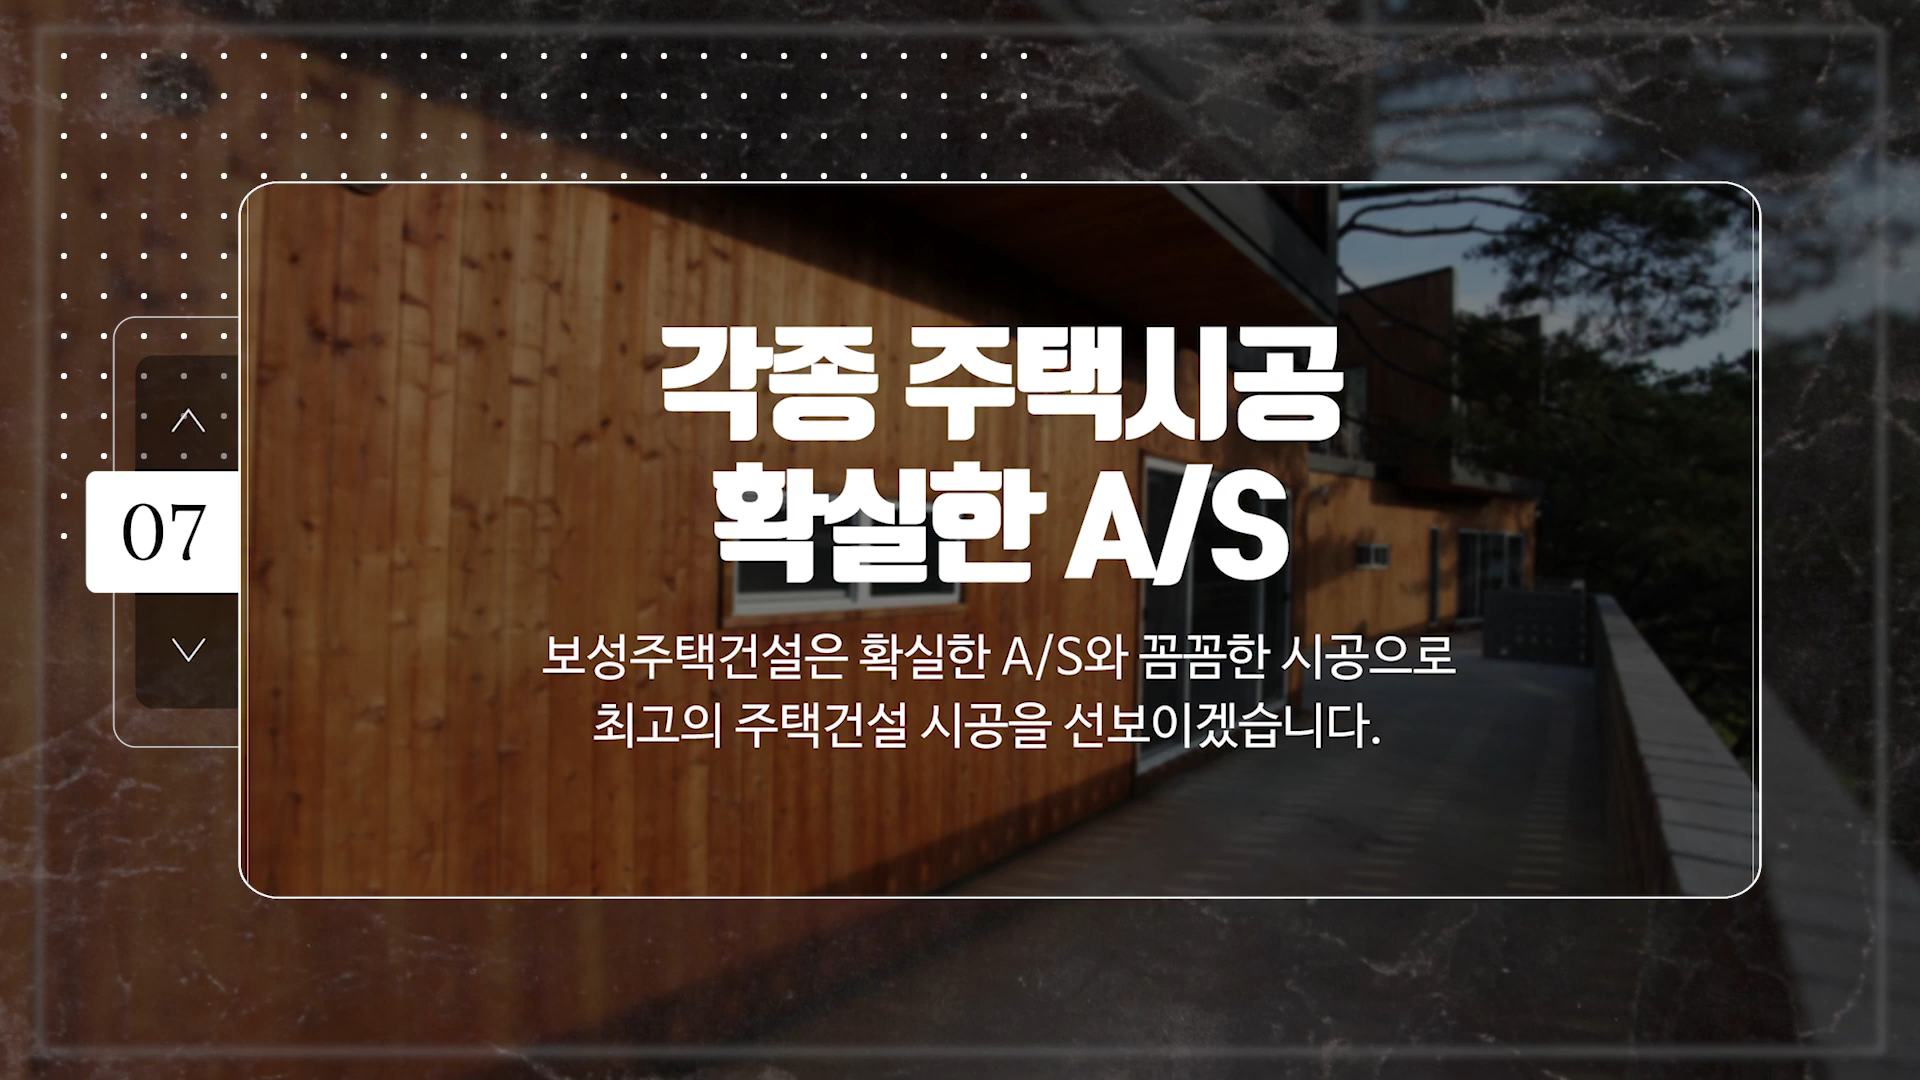 각종 주택시공
확실한 A/S
07
보성주택건설은 확실한 A/S와 꼼꼼한 시공으로
최고의 주택건설 시공을 선보이겠습니다.